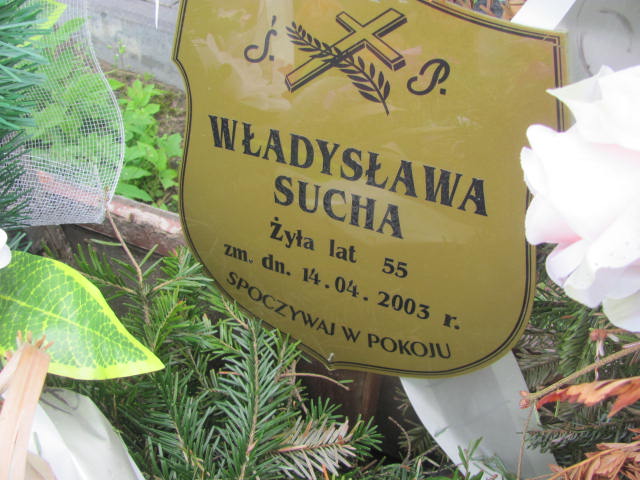 Ś. P.
WŁADYSŁAWA
SUCHA
Żyła lat 55
zm. dn. 14.04.2003 r.
SPOCZYWAJ W POKOJU